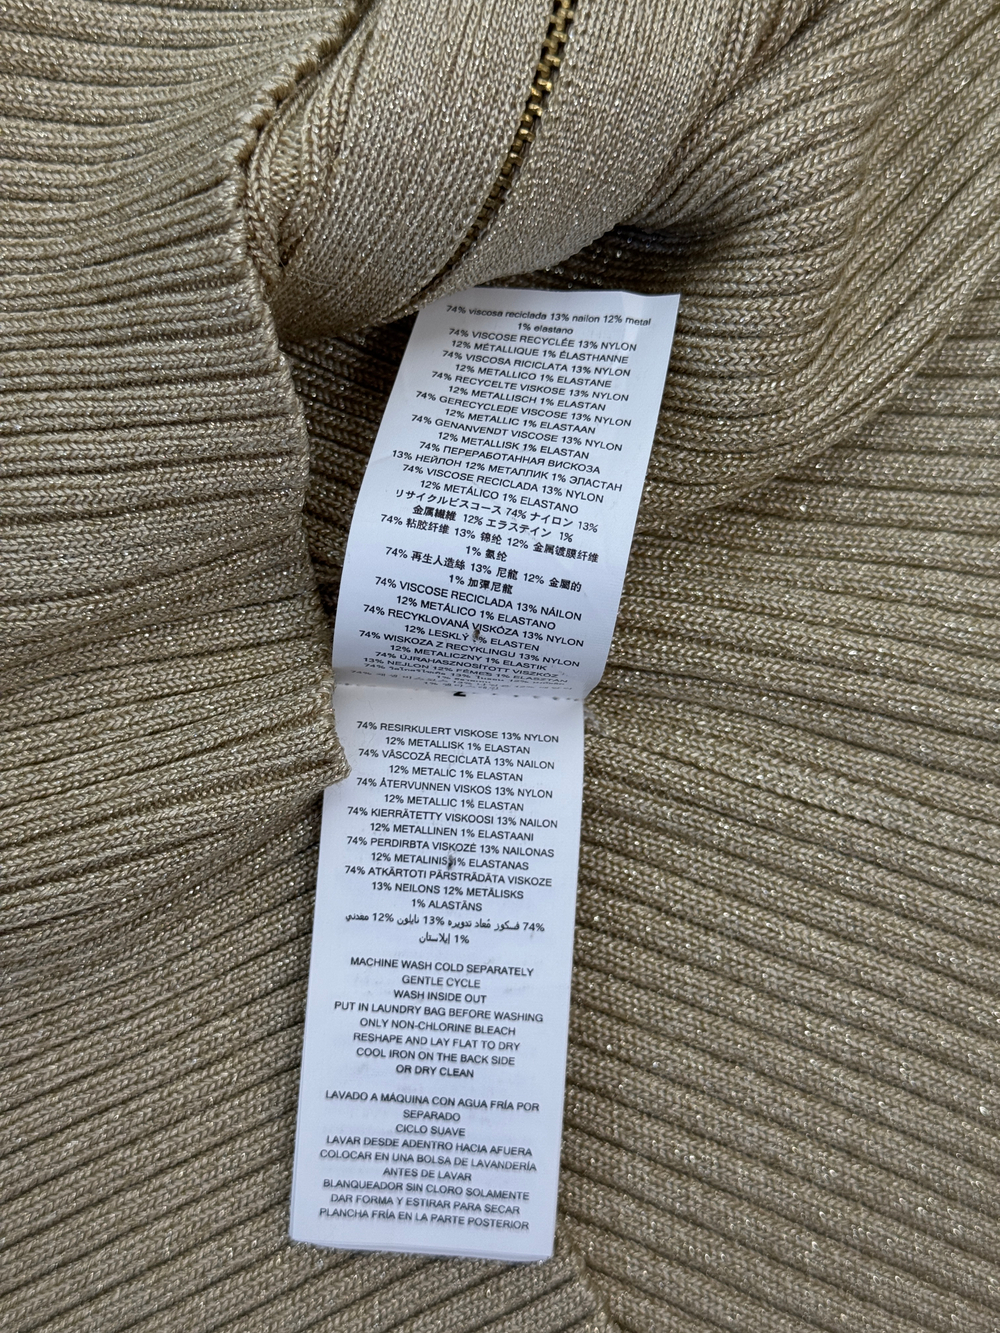 74% viscosa reciclada 13% nailon 12% metal
1% elastano
74% VISCOSE RECYCLÉE 13% NYLON
12% MÉTALLIQUE 1% ÉLASTHANNE
74% VISCOSA RICICLATA 13% NYLON
12% METALLICO 1% ELASTANE
74% RECYCELTE VISKOSE 13% NYLON
12% METALLISCH 1% ELASTAN
74% GERECYCLEDE VISCOSE 13% NYLON
12% METALLIC 1% ELASTAAN
74% GENANVENDT VISCOSE 13% NYLON
12% METALLISK 1% ELASTAN
74% ПЕРЕРАБОТАННАЯ ВИСКОЗА
13% НЕЙЛОН 12% МЕТАЛЛИК 1% ЭЛАСТАН
74% VISCOSE RECICLADA 13% NYLON
12% METÁLICO 1% ELASTANO
リサイクルビスコース 74% ナイロン 13%
金属繊維 12% エラステイン 1%
74% 粘胶纤维 13% 锦纶 12% 金属镀膜纤维
1% 氨纶
74% 再生人造絲 13% 尼龍 12% 金屬的
1% 加彈尼龍
74% VISCOSE RECICLADA 13% NÁILON
12% METÁLICO 1% ELASTANO
74% RECYKLOVANÁ VISKÓZA 13% NYLON
12% LESKLÝ 1% ELASTEN
74% WISKOZA Z RECYKLINGU 13% NYLON
12% METALICZNY 1% ELASTIK
74% ÚJRAHASZNOSÍTOTT VISZKÓZ
13% NEJLON 12% FÉMES 1% ELASZTÁN
74% RESIRKULERT VISKOSE 13% NYLON
12% METALLISK 1% ELASTAN
74% VÂSCOZĂ RECICLATĂ 13% NAILON
12% METALIC 1% ELASTAN
74% ÅTERVUNNEN VISKOS 13% NYLON
12% METALLIC 1% ELASTAN
74% KIERRÄTETTY VISKOOSI 13% NAILON
12% METALLINEN 1% ELASTAANI
74% PERDIRBTA VISKOZĖ 13% NAILONAS
12% METALINIS 1% ELASTANAS
74% ATKĀRTOTI PĀRSTRĀDĀTA VISKOZE
13% NEILONS 12% METĀLISKS
1% ALASTĀNS
74% فسكوز مُعاد تدويره 13% نايلون 12% معدني
1% إيلاستان
MACHINE WASH COLD SEPARATELY
GENTLE CYCLE
WASH INSIDE OUT
PUT IN LAUNDRY BAG BEFORE WASHING
ONLY NON-CHLORINE BLEACH
RESHAPE AND LAY FLAT TO DRY
COOL IRON ON THE BACK SIDE
OR DRY CLEAN
LAVADO A MÁQUINA CON AGUA FRÍA POR
SEPARADO
CICLO SUAVE
LAVAR DESDE ADENTRO HACIA AFUERA
COLOCAR EN UNA BOLSA DE LAVANDERÍA
ANTES DE LAVAR
BLANQUEADOR SIN CLORO SOLAMENTE
DAR FORMA Y ESTIRAR PARA SECAR
PLANCHA FRÍA EN LA PARTE POSTERIOR